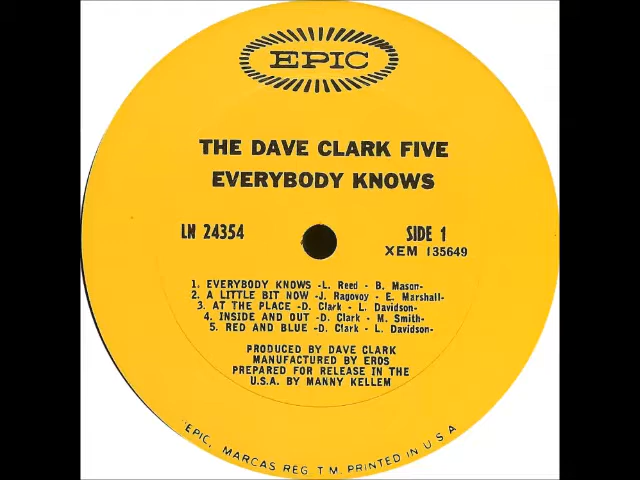 EPIC
THE DAVE CLARK FIVE
EVERYBODY KNOWS
LN 24354
SIDE 1
XEM 135649
1. EVERYBODY KNOWS -L. Reed - B. Mason-
2. A LITTLE BIT NOW -J. Ragovoy - E. Marshall-
3. AT THE PLACE -D. Clark - L. Davidson-
4. INSIDE AND OUT -D. Clark - M. Smith-
5. RED AND BLUE -D. Clark - L. Davidson-
PRODUCED BY DAVE CLARK
MANUFACTURED BY EROS
PREPARED FOR RELEASE IN THE
U.S.A. BY MANNY KELLEM
EPIC, MARCAS REG. T.M. PRINTED IN U S A